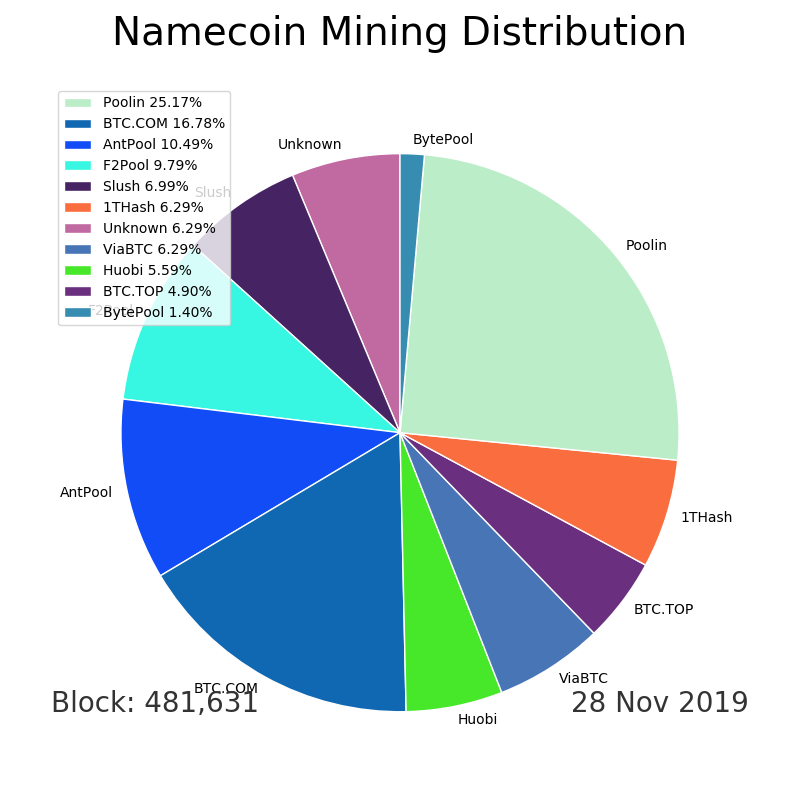 Namecoin Mining Distribution
Poolin 25.17%
BTC.COM 16.78%
AntPool 10.49%
F2Pool 9.79%
Slush 6.99%
1THash 6.29%
Unknown 6.29%
ViaBTC 6.29%
Huobi 5.59%
BTC.TOP 4.90%
BytePool 1.40%
BytePool
Unknown
Slush
Poolin
F2Pool
AntPool
1THash
BTC.TOP
ViaBTC
BTC.COM
Huobi
Block: 481,631
28 Nov 2019